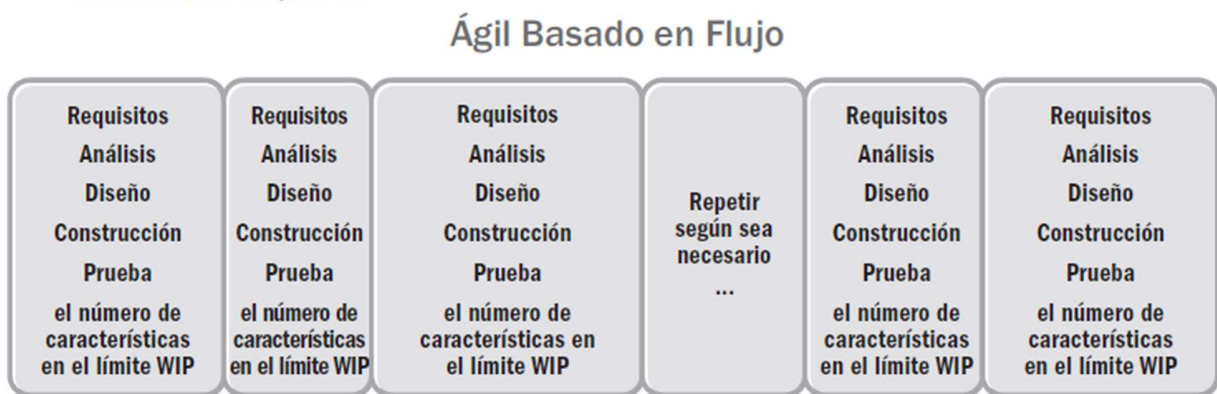 Ágil Basado en Flujo
Requisitos
Análisis
Diseño
Construcción
Prueba
el número de
características
en el límite WIP
Requisitos
Análisis
Diseño
Construcción
Prueba
el número de
características
en el límite WIP
Requisitos
Análisis
Diseño
Construcción
Prueba
el número de
características en
el límite WIP
Repetir
según sea
necesario
...
Requisitos
Análisis
Diseño
Construcción
Prueba
el número de
características
en el límite WIP
Requisitos
Análisis
Diseño
Construcción
Prueba
el número de
características
en el límite WIP